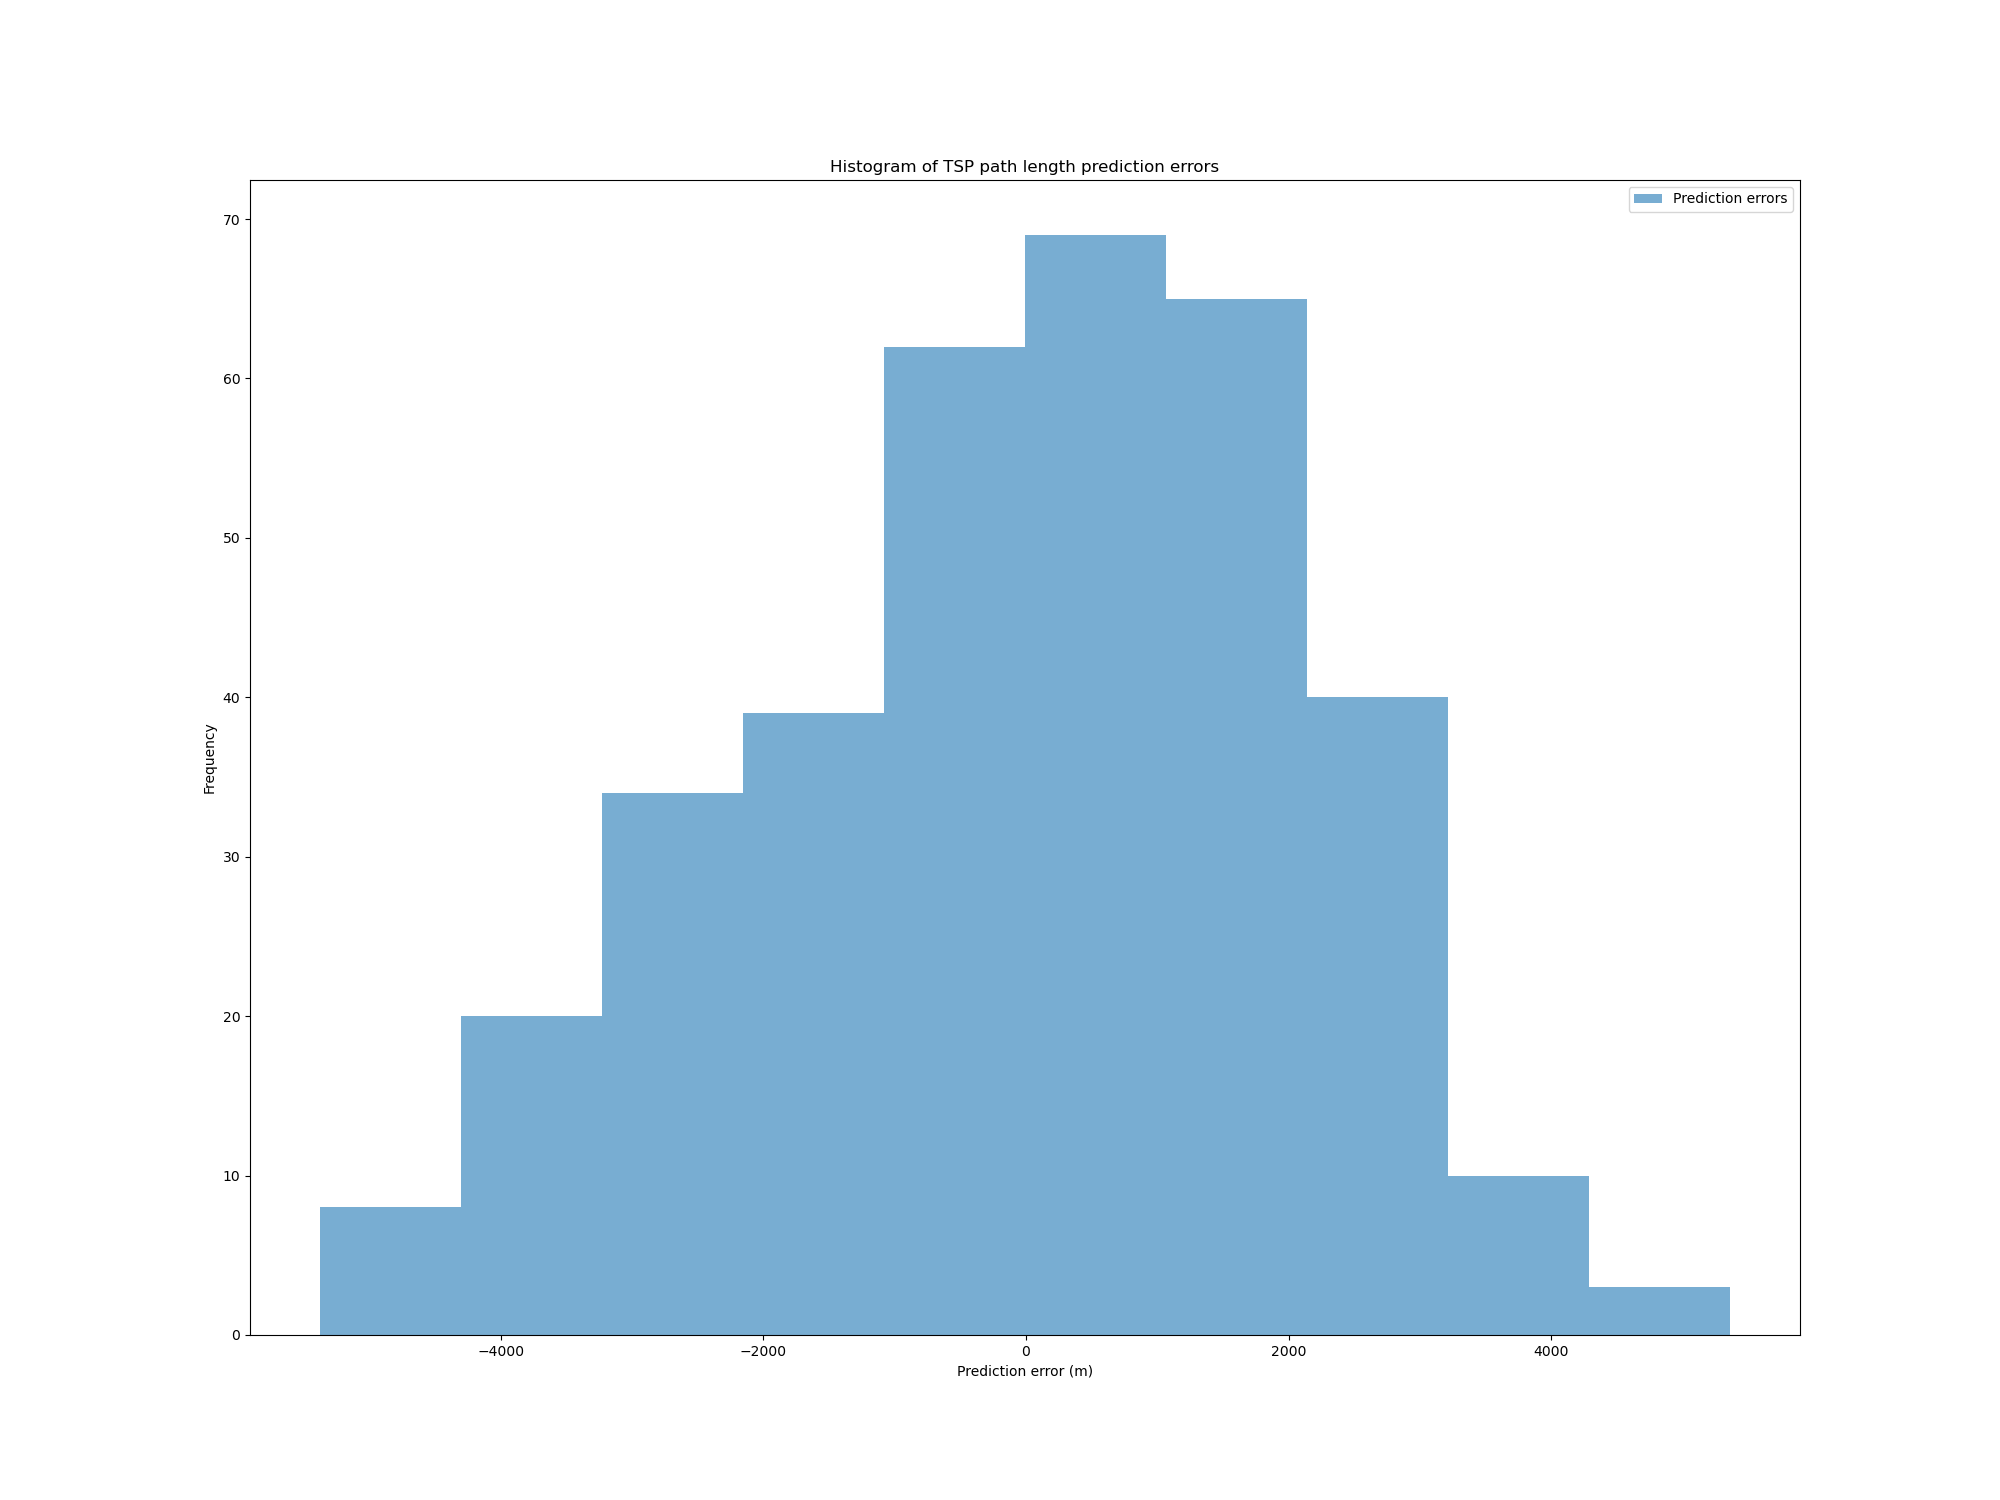 Histogram of TSP path length prediction errors
Prediction errors
70
60
50
40
30
20
10
0
Frequency
−4000 −2000 0 2000 4000
Prediction error (m)